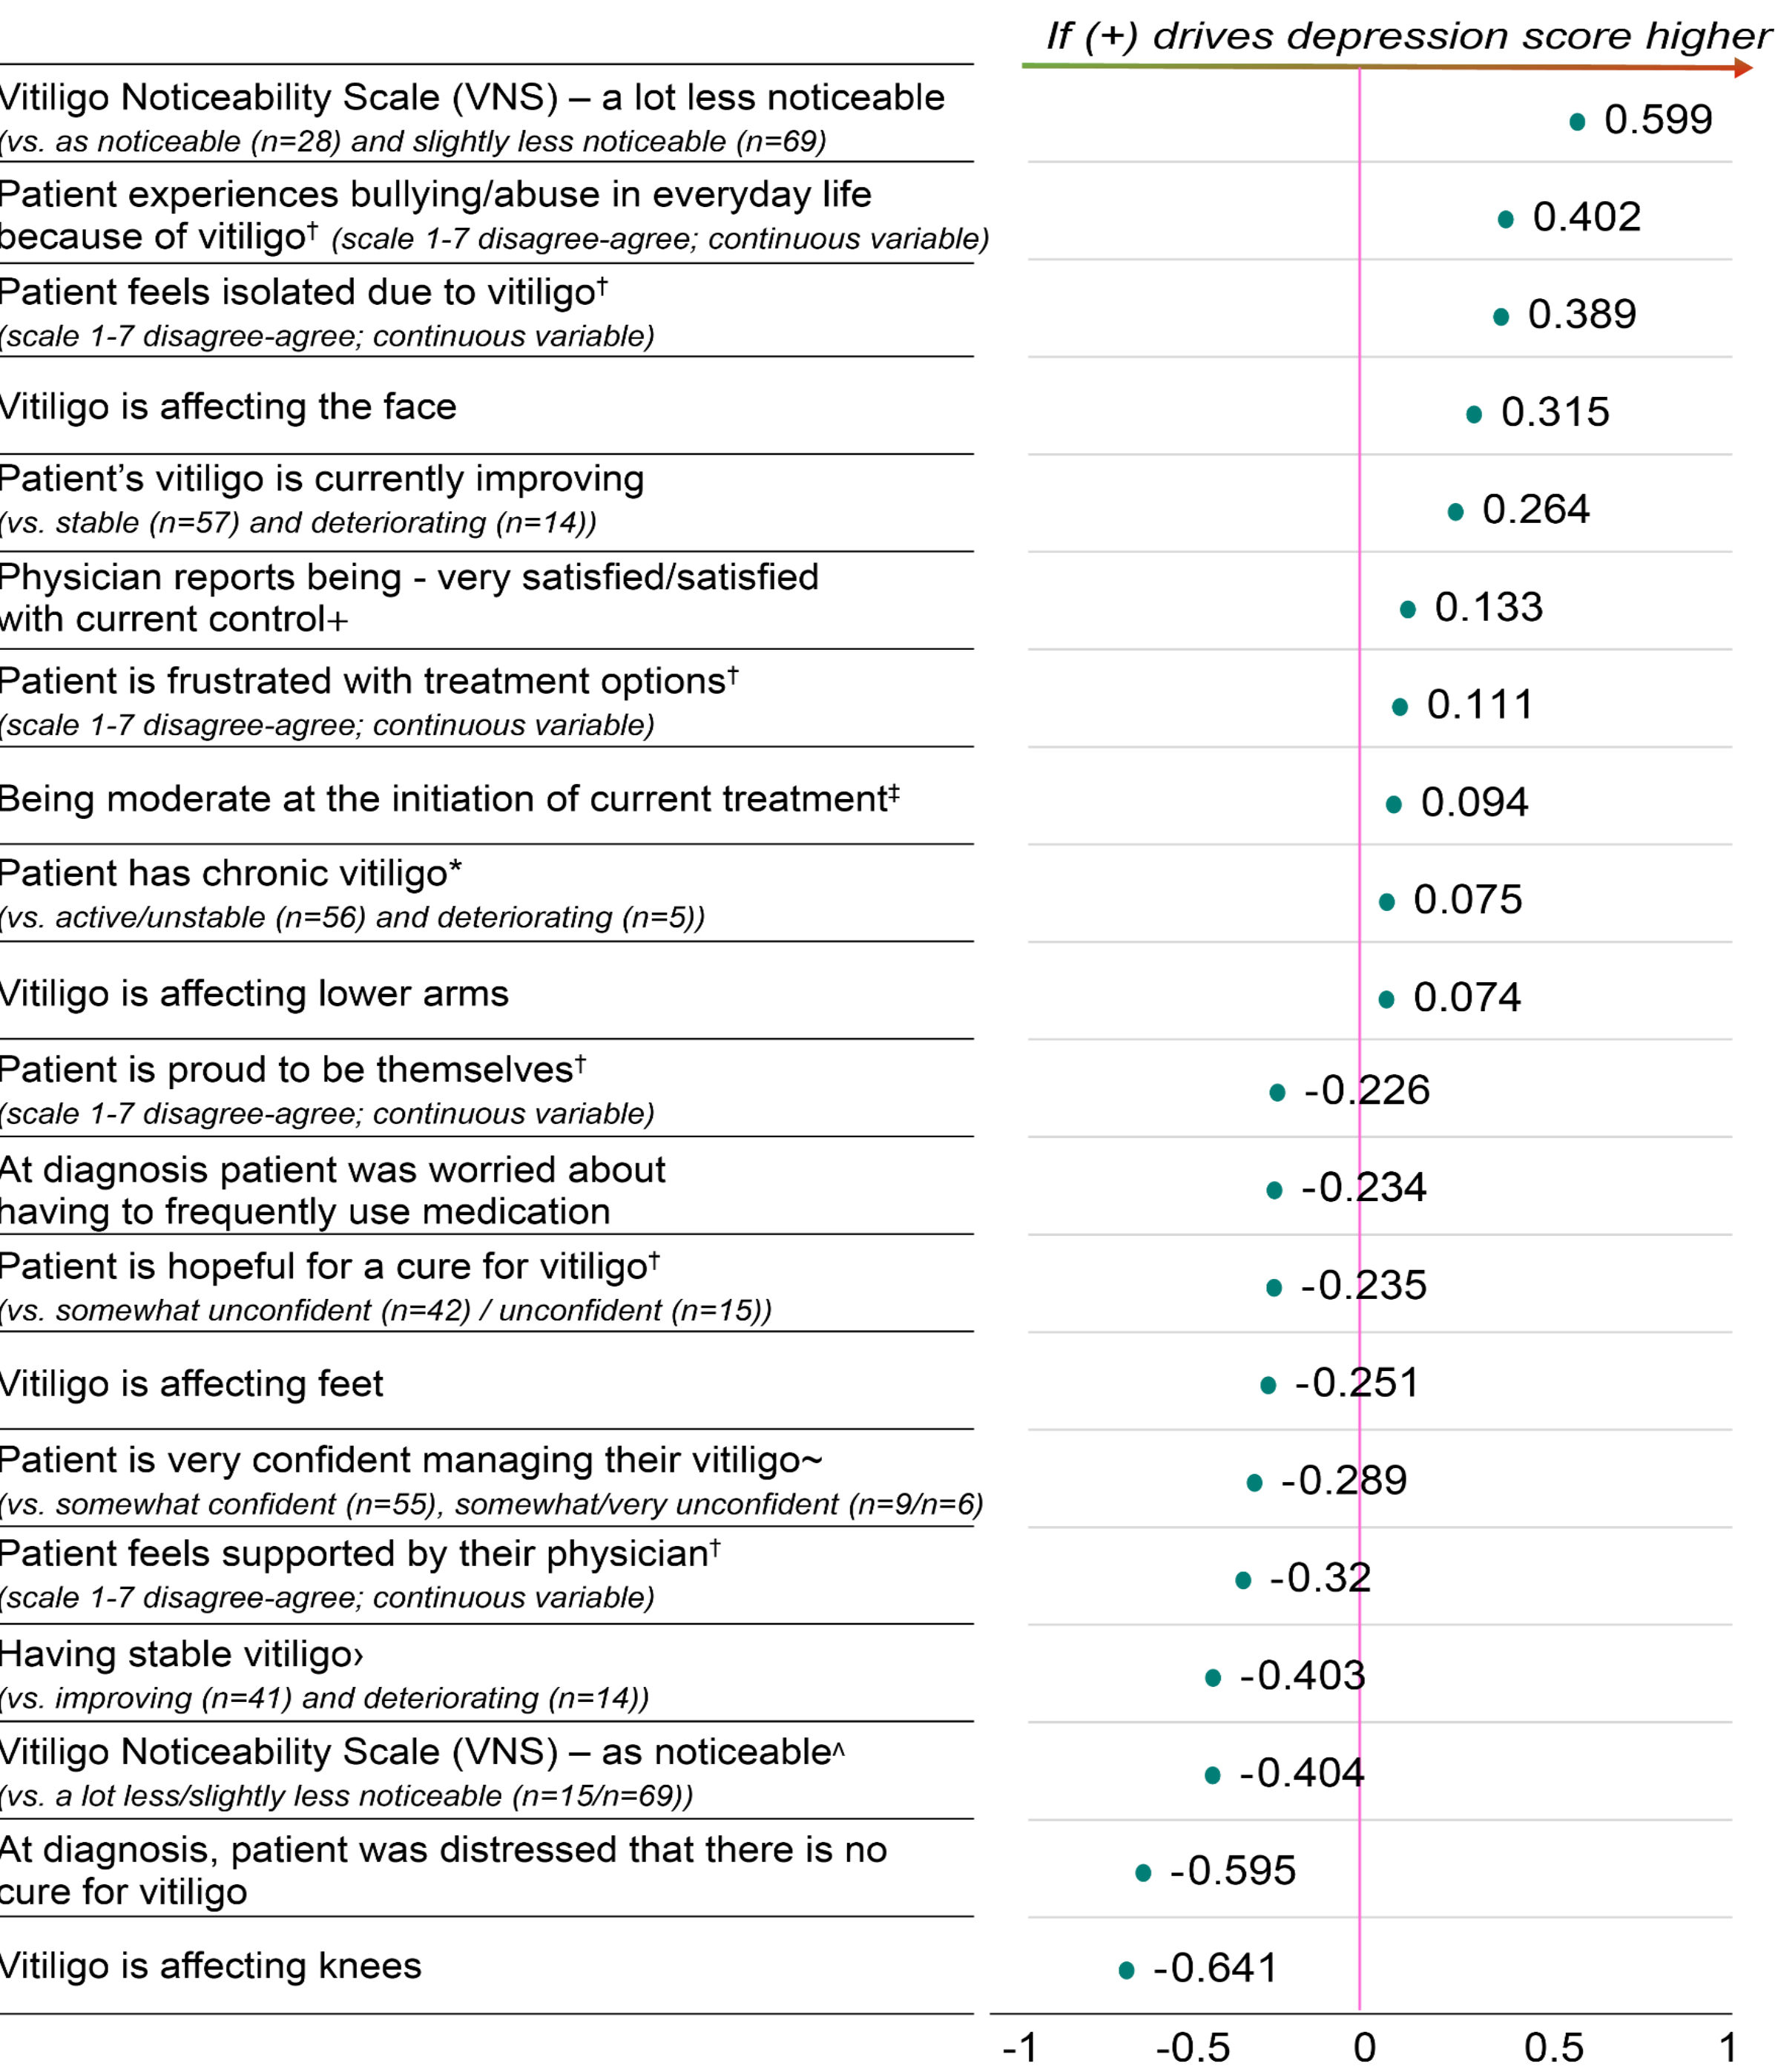 If (+) drives depression score higher
Vitiligo Noticeability Scale (VNS) – a lot less noticeable
(vs. as noticeable (n=28) and slightly less noticeable (n=69)
0.599
Patient experiences bullying/abuse in everyday life
because of vitiligo† (scale 1-7 disagree-agree; continuous variable)
0.402
Patient feels isolated due to vitiligo†
(scale 1-7 disagree-agree; continuous variable)
0.389
Vitiligo is affecting the face
0.315
Patient’s vitiligo is currently improving
(vs. stable (n=57) and deteriorating (n=14))
0.264
Physician reports being - very satisfied/satisfied
with current control+
0.133
Patient is frustrated with treatment options†
(scale 1-7 disagree-agree; continuous variable)
0.111
Being moderate at the initiation of current treatment‡
0.094
Patient has chronic vitiligo*
(vs. active/unstable (n=56) and deteriorating (n=5))
0.075
Vitiligo is affecting lower arms
0.074
Patient is proud to be themselves†
(scale 1-7 disagree-agree; continuous variable)
-0.226
At diagnosis patient was worried about
having to frequently use medication
-0.234
Patient is hopeful for a cure for vitiligo†
(vs. somewhat unconfident (n=42) / unconfident (n=15))
-0.235
Vitiligo is affecting feet
-0.251
Patient is very confident managing their vitiligo~
(vs. somewhat confident (n=55), somewhat/very unconfident (n=9/n=6)
-0.289
Patient feels supported by their physician†
(scale 1-7 disagree-agree; continuous variable)
-0.32
Having stable vitiligo›
(vs. improving (n=41) and deteriorating (n=14))
-0.403
Vitiligo Noticeability Scale (VNS) – as noticeable^
(vs. a lot less/slightly less noticeable (n=15/n=69))
-0.404
At diagnosis, patient was distressed that there is no
cure for vitiligo
-0.595
Vitiligo is affecting knees
-0.641
-1 -0.5 0 0.5 1